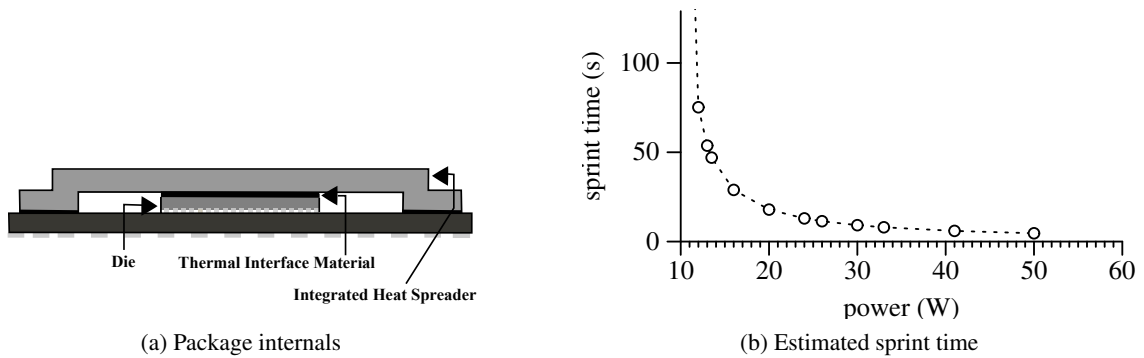 Die
Thermal Interface Material
Integrated Heat Spreader
(a) Package internals
sprint time (s)
100
50
0
10 20 30 40 50 60
power (W)
(b) Estimated sprint time